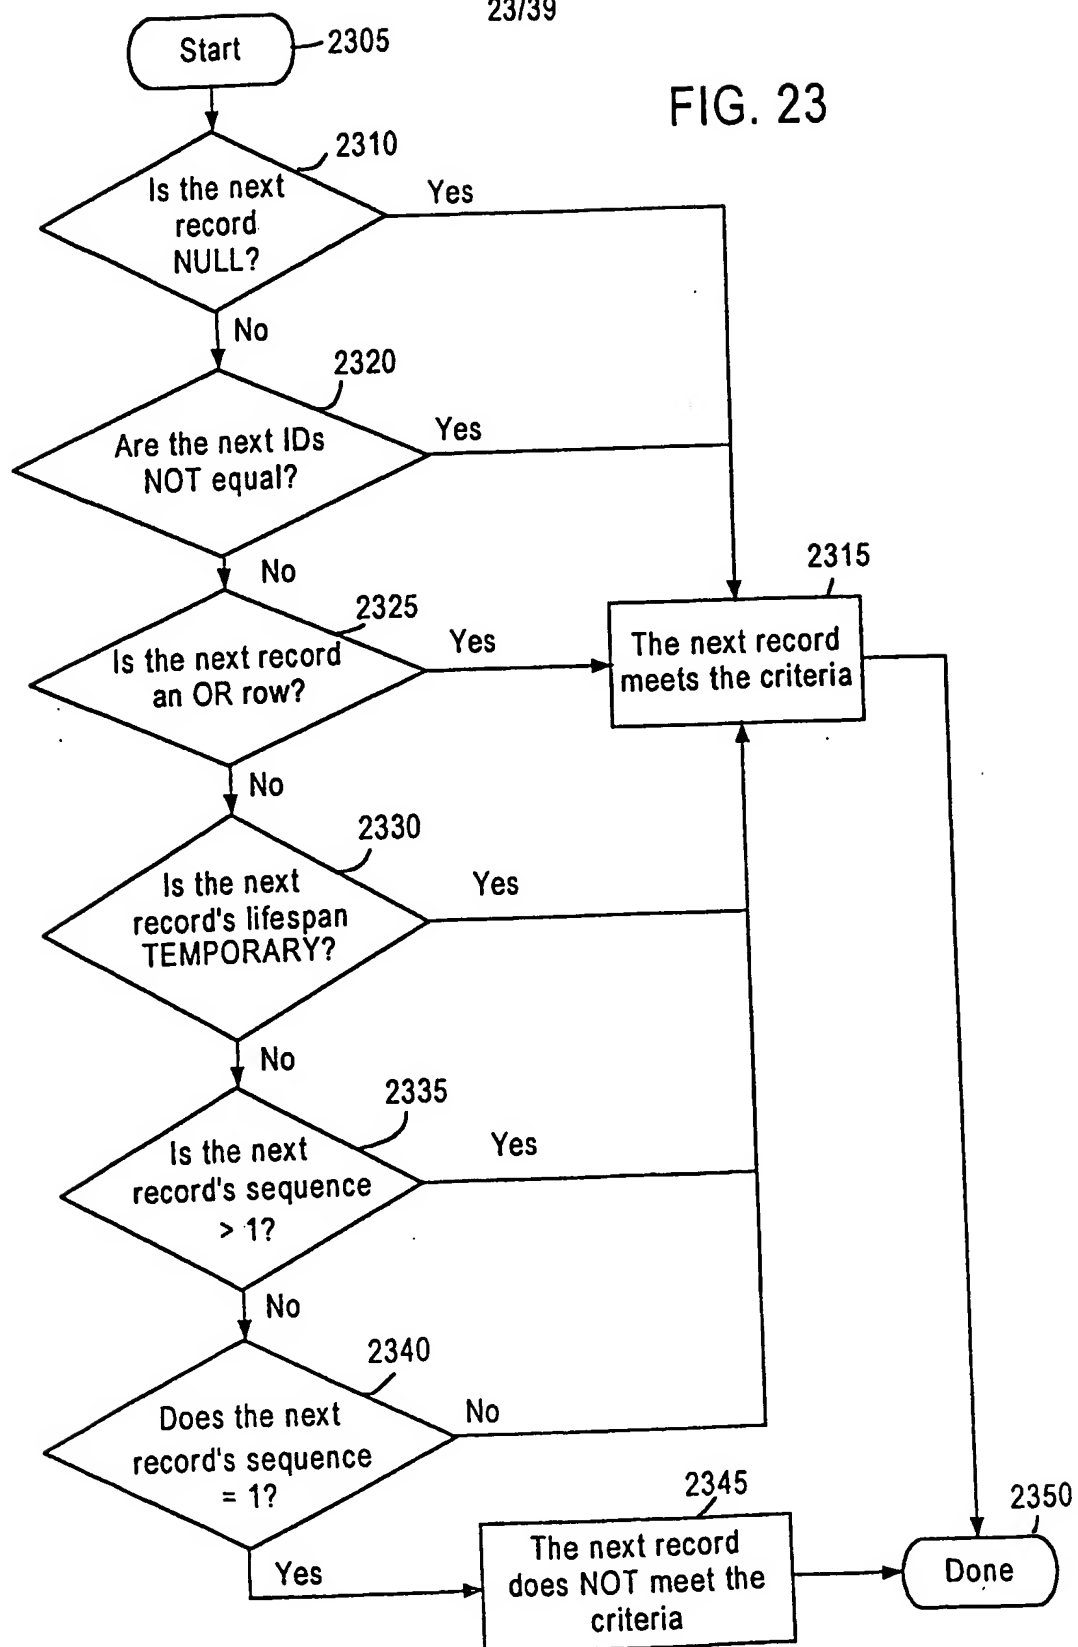 23/39
Start
2305
FIG. 23
2310
Is the next
record
NULL?
Yes
No
2320
Are the next IDs
NOT equal?
Yes
No
2325
Is the next record
an OR row?
Yes
2315
The next record
meets the criteria
No
2330
Is the next
record's lifespan
TEMPORARY?
Yes
No
2335
Is the next
record's sequence
> 1?
Yes
No
2340
Does the next
record's sequence
= 1?
No
Yes
2345
The next record
does NOT meet the
criteria
2350
Done